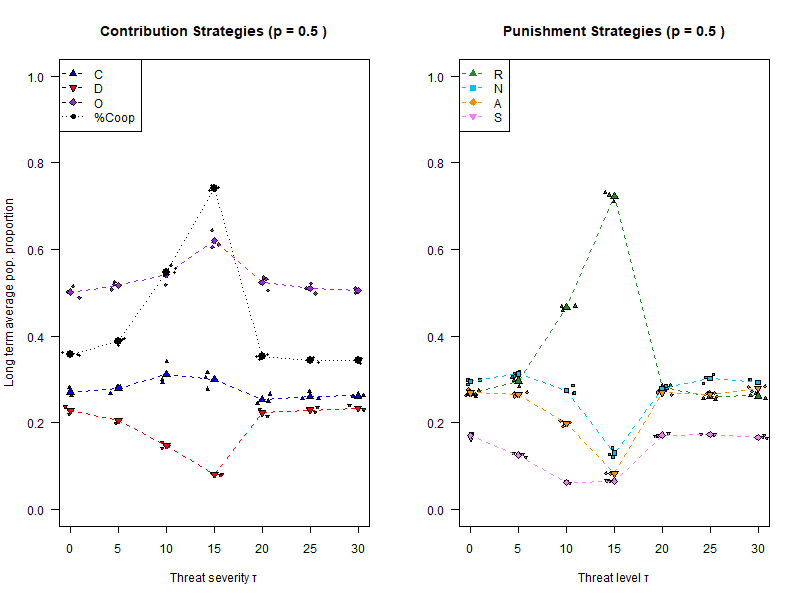 Contribution Strategies (p = 0.5 )
C
D
O
%Coop
1.0
0.8
0.6
0.4
0.2
0.0
Long term average pop. proportion
0 5 10 15 20 25 30
Threat severity τ
Punishment Strategies (p = 0.5 )
R
N
A
S
1.0
0.8
0.6
0.4
0.2
0.0
0 5 10 15 20 25 30
Threat level τ